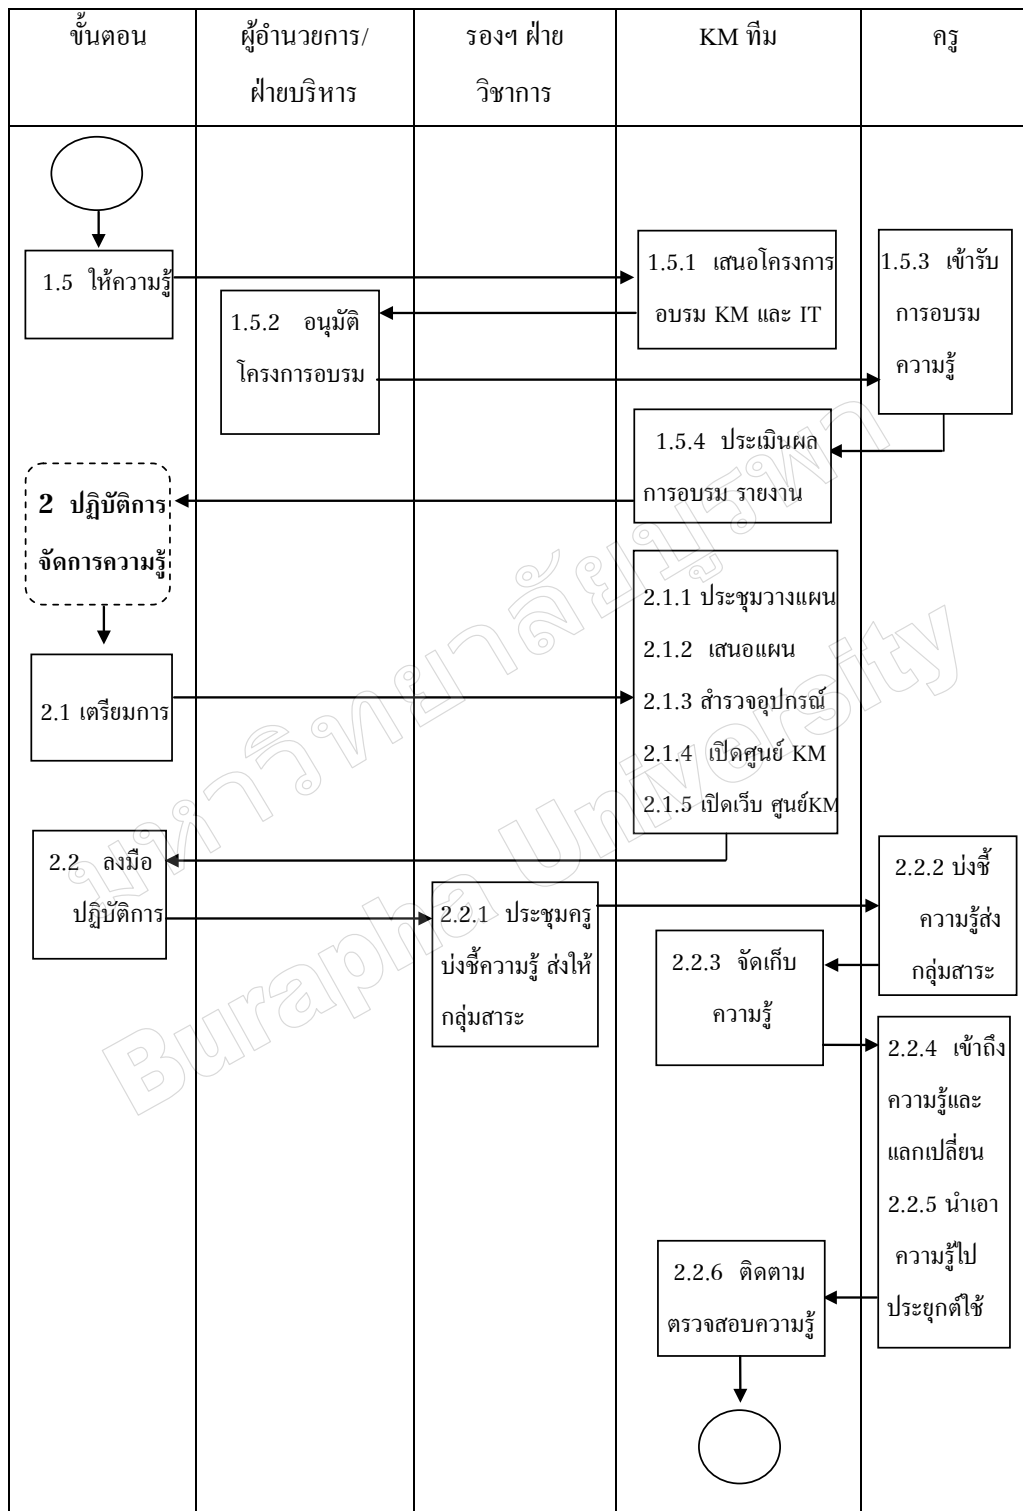 ขั้นตอน
ผู้อำนวยการ/
ฝ่ายบริหาร
รองฯ ฝ่าย
วิชาการ
KM ทีม
ครู
1.5 ให้ความรู้
1.5.1 เสนอโครงการ
อบรม KM และ IT
1.5.2 อนุมัติ
โครงการอบรม
1.5.3 เข้ารับ
การอบรม
ความรู้
1.5.4 ประเมินผล
การอบรม รายงาน
2 ปฏิบัติการ
จัดการความรู้
2.1 เตรียมการ
2.1.1 ประชุมวางแผน
2.1.2 เสนอแผน
2.1.3 สำรวจอุปกรณ์
2.1.4 เปิดศูนย์ KM
2.1.5 เปิดเว็บ ศูนย์KM
2.2 ลงมือ
ปฏิบัติการ
2.2.1 ประชุมครู
บ่งชี้ความรู้ ส่งให้
กลุ่มสาระ
2.2.2 บ่งชี้
ความรู้ส่ง
กลุ่มสาระ
2.2.3 จัดเก็บ
ความรู้
2.2.4 เข้าถึง
ความรู้และ
แลกเปลี่ยน
2.2.5 นำเอา
ความรู้ไป
ประยุกต์ใช้
2.2.6 ติดตาม
ตรวจสอบความรู้
มหาวิทยาลัยบูรพา
Burapha University